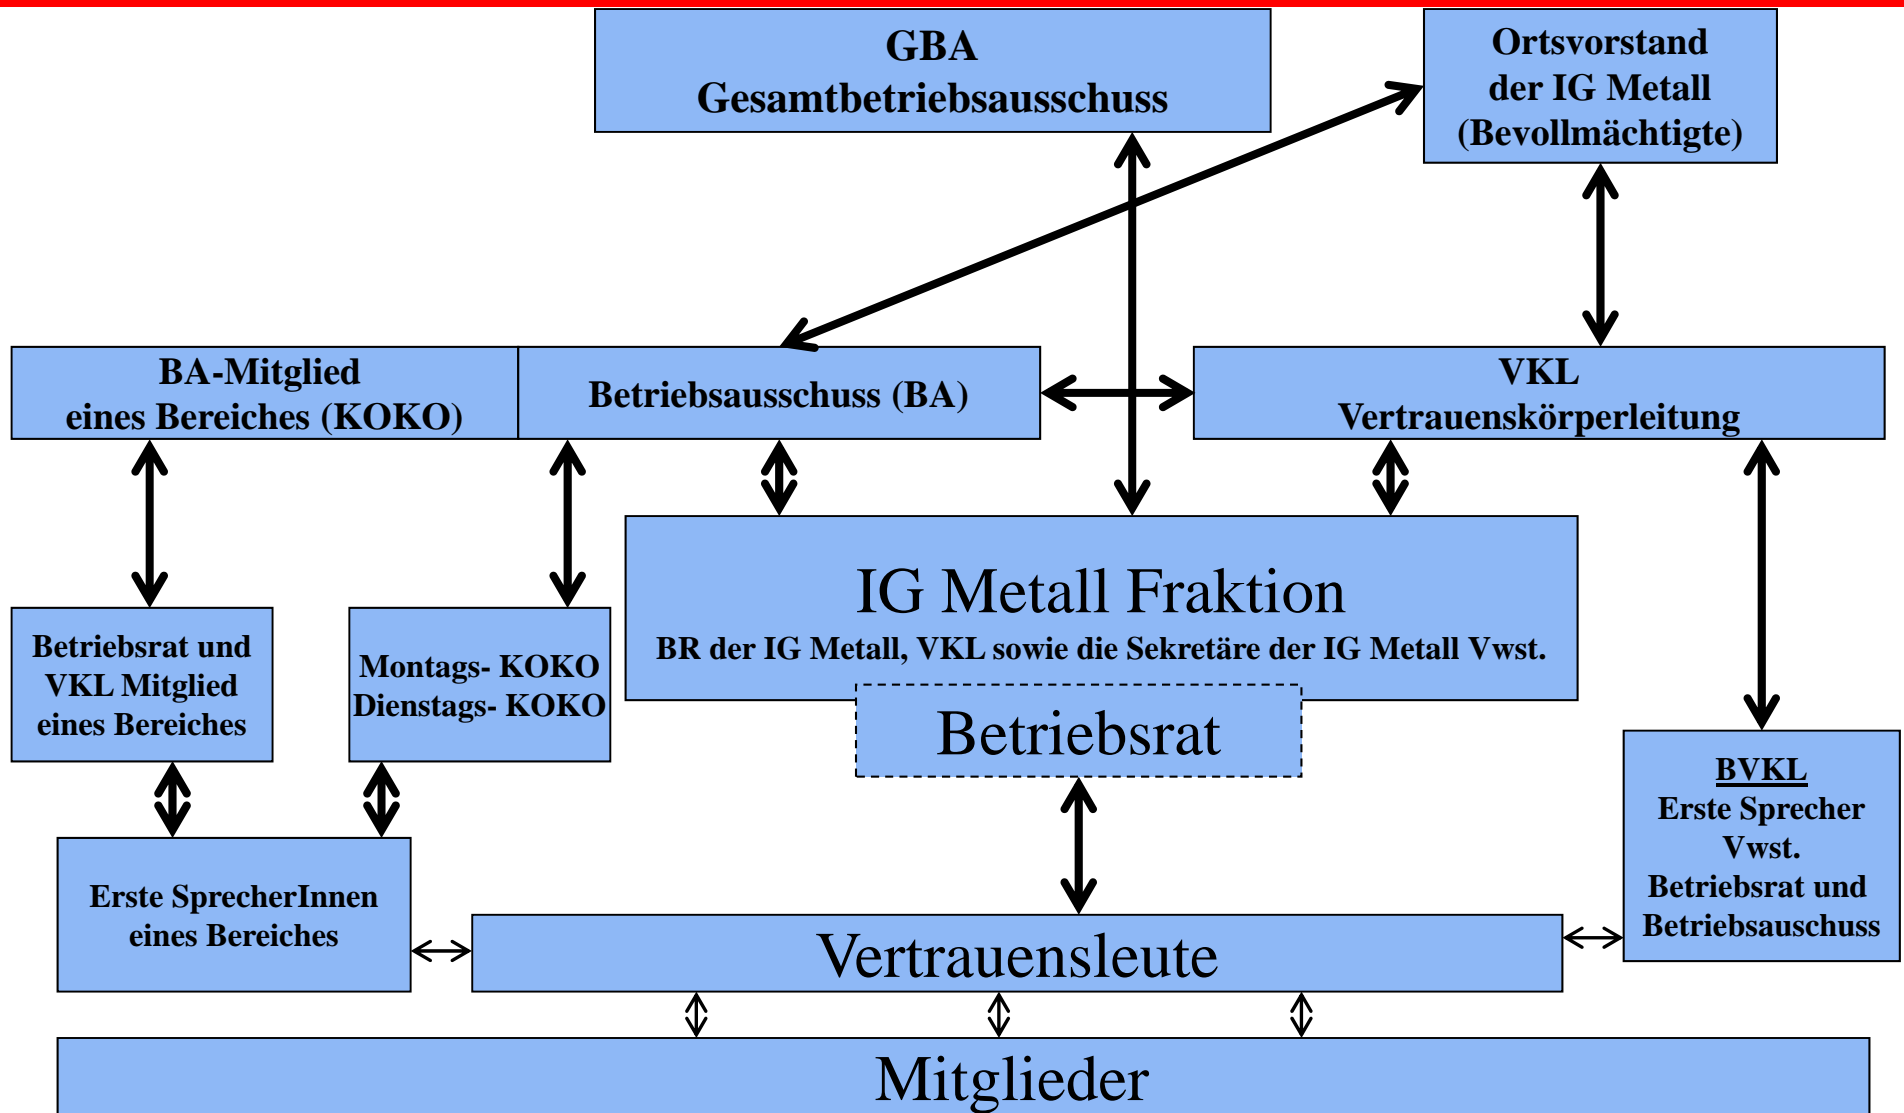 GBA
Gesamtbetriebsausschuss
Ortsvorstand
der IG Metall
(Bevollmächtigte)
BA-Mitglied
eines Bereiches (KOKO)
Betriebsausschuss (BA)
VKL
Vertrauenskörperleitung
IG Metall Fraktion
BR der IG Metall, VKL sowie die Sekretäre der IG Metall Vwst.
Betriebsrat und
VKL Mitglied
eines Bereiches
Montags- KOKO
Dienstags- KOKO
Betriebsrat
BVKL
Erste Sprecher
Vwst.
Betriebsrat und
Betriebsauschuss
Erste SprecherInnen
eines Bereiches
Vertrauensleute
Mitglieder